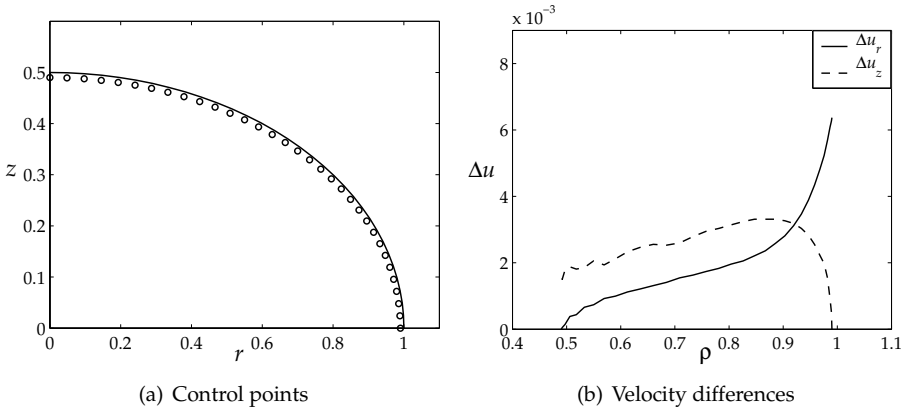 0.5
0.4
0.3
0.2
0.1
0
z
0 0.2 0.4 0.6 0.8 1
r
(a) Control points
x 10⁻³
8
6
4
2
0
Δu
Δu_r
Δu_z
0.4 0.5 0.6 0.7 0.8 0.9 1 1.1
ρ
(b) Velocity differences